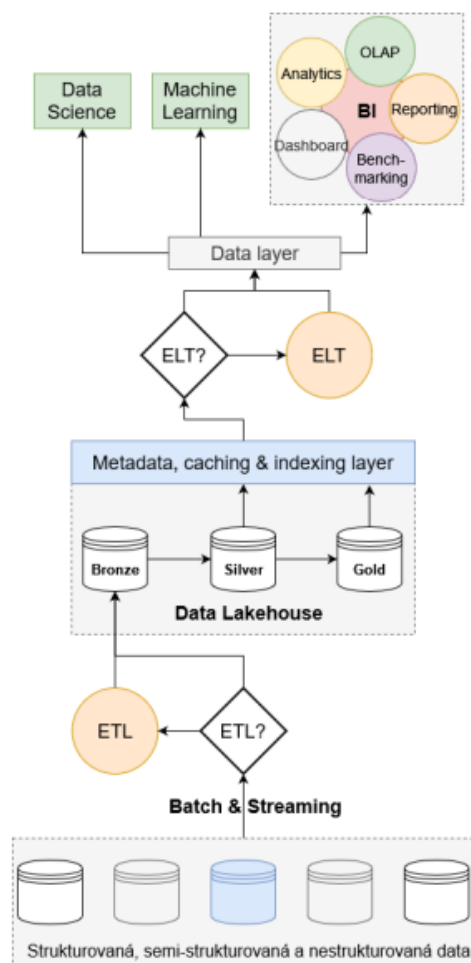 OLAP
Analytics
Data
Science
Machine
Learning
BI
Reporting
Dashboard
Bench-
marking
Data layer
ELT?
ELT
Metadata, caching & indexing layer
Bronze
Silver
Gold
Data Lakehouse
ETL
ETL?
Batch & Streaming
Strukturovaná, semi-strukturovaná a nestrukturovaná data